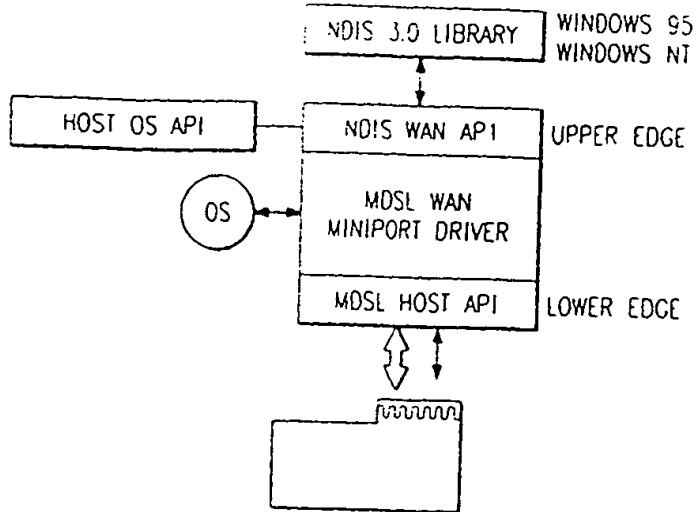 NDIS 3.0 LIBRARY
WINDOWS 95
WINDOWS NT
HOST OS API
NDIS WAN API
UPPER EDGE
OS
MDSL WAN
MINIPORT DRIVER
MDSL HOST API
LOWER EDGE